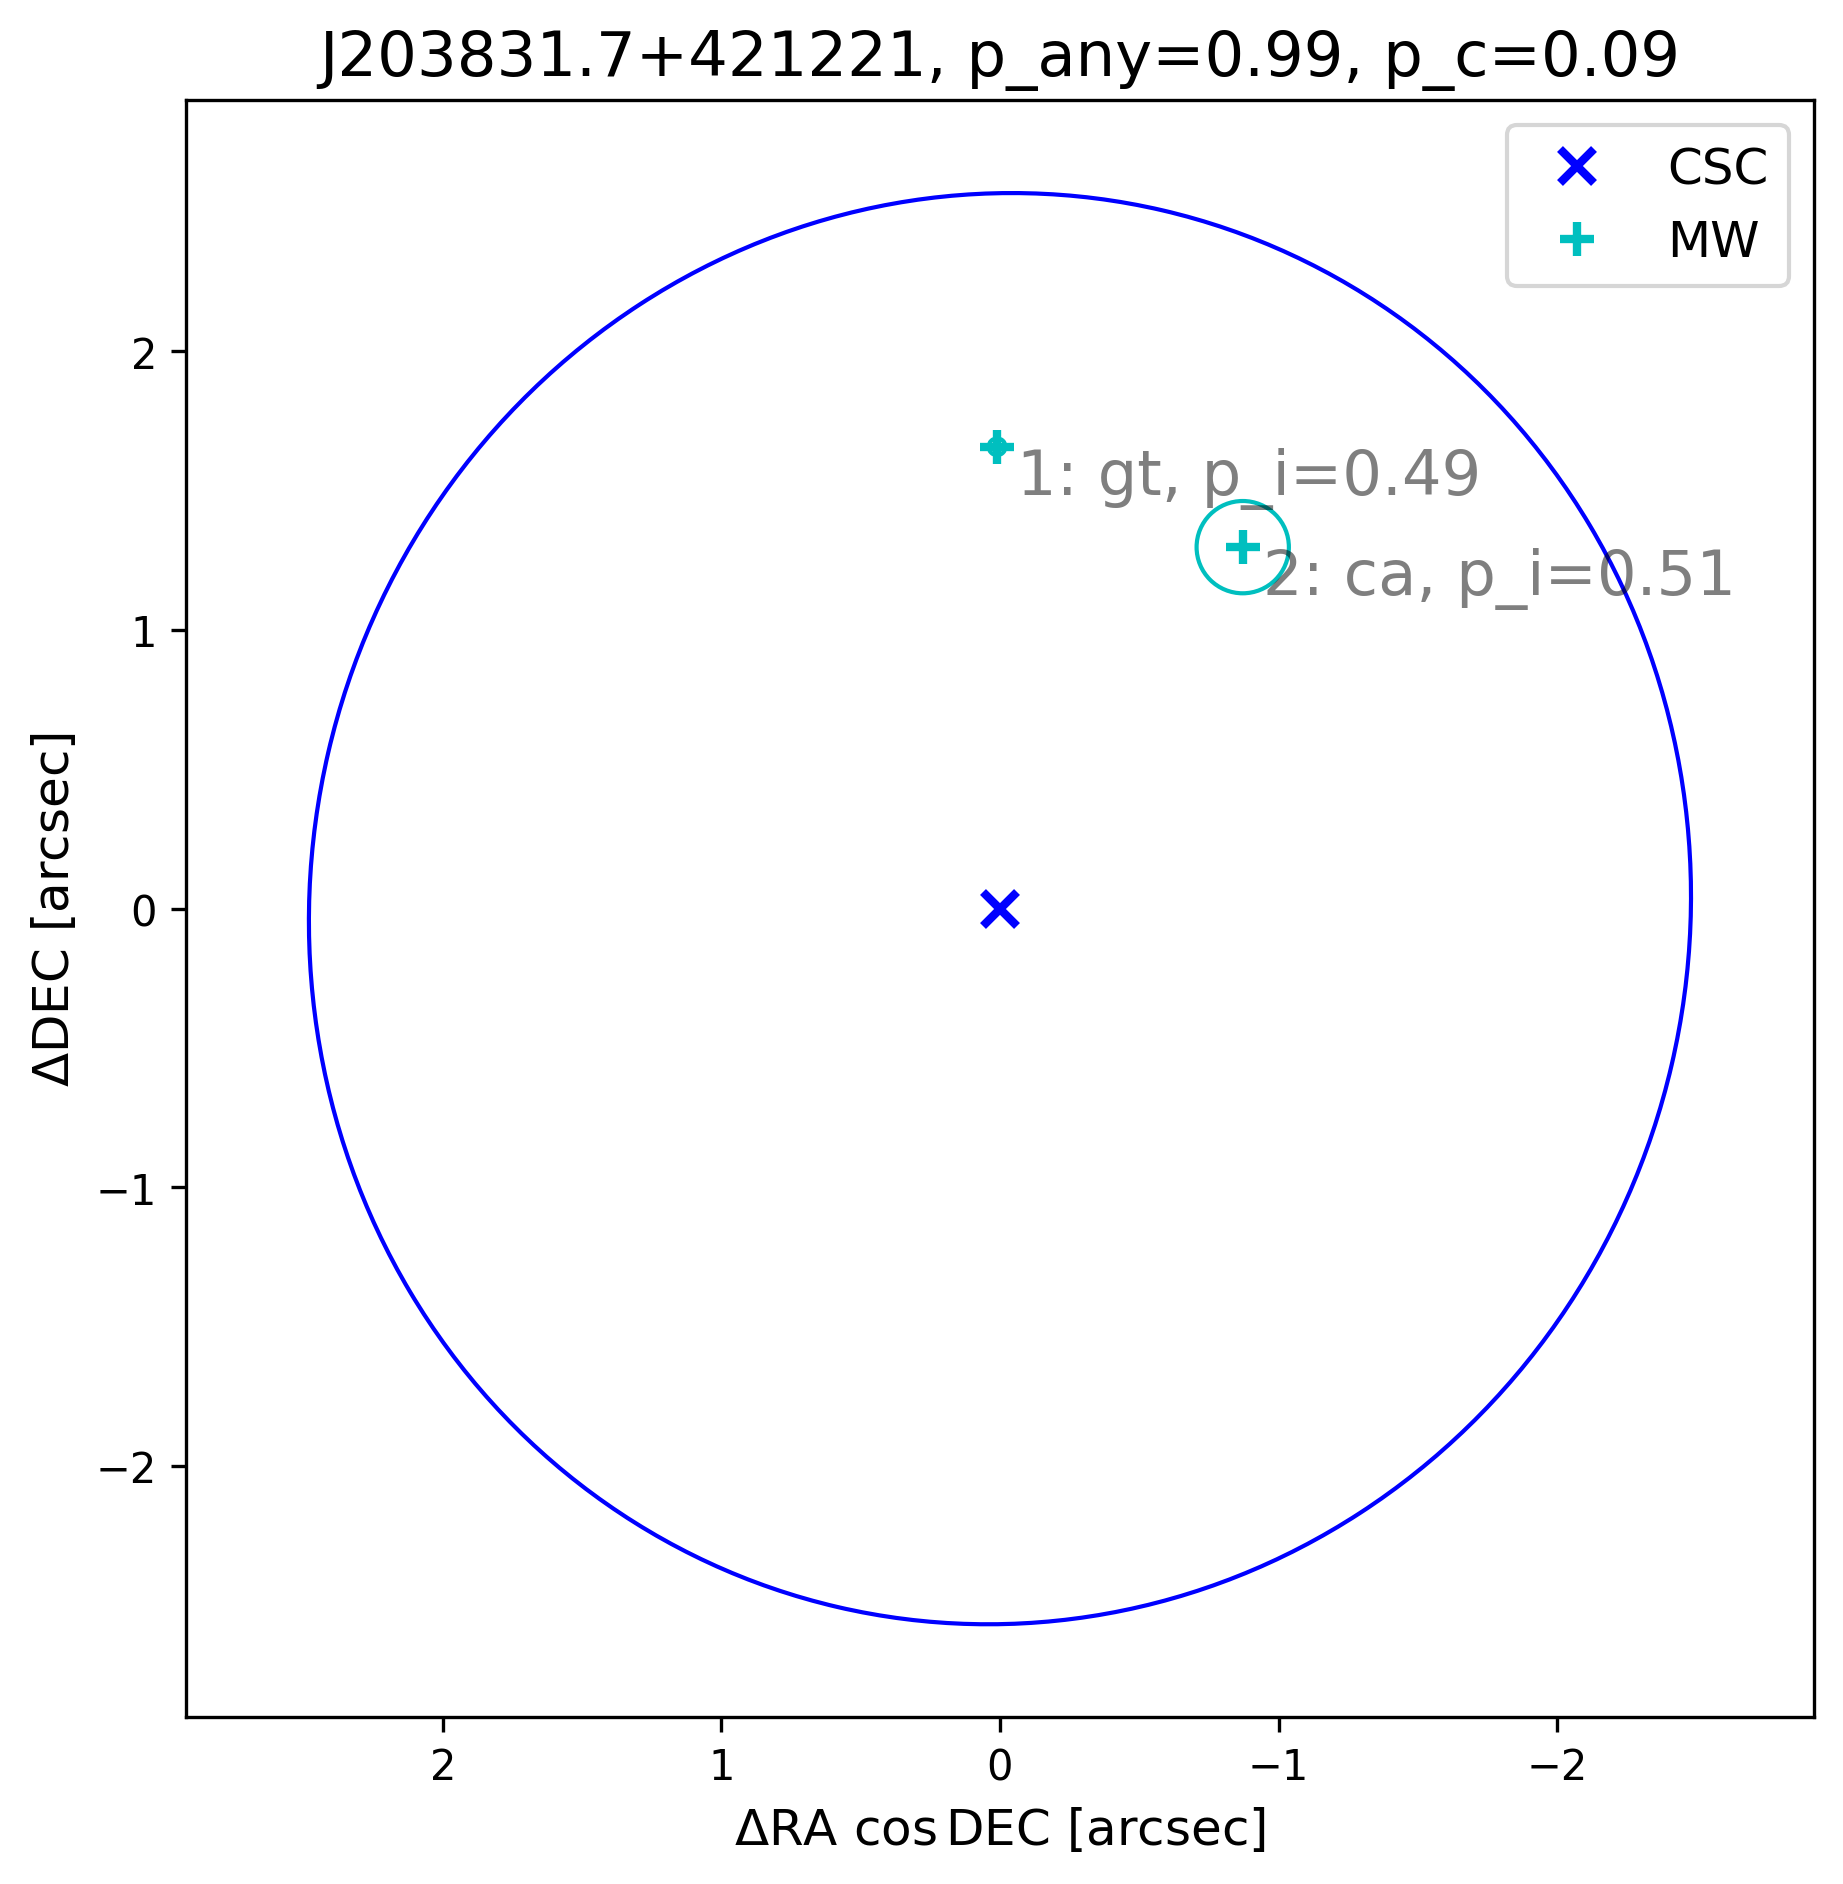 J203831.7+421221, p_any=0.99, p_c=0.09
CSC
MW
1: gt, p_i=0.49
2: ca, p_i=0.51
2
1
0
−1
−2
ΔDEC [arcsec]
2 1 0 −1 −2
ΔRA cos DEC [arcsec]